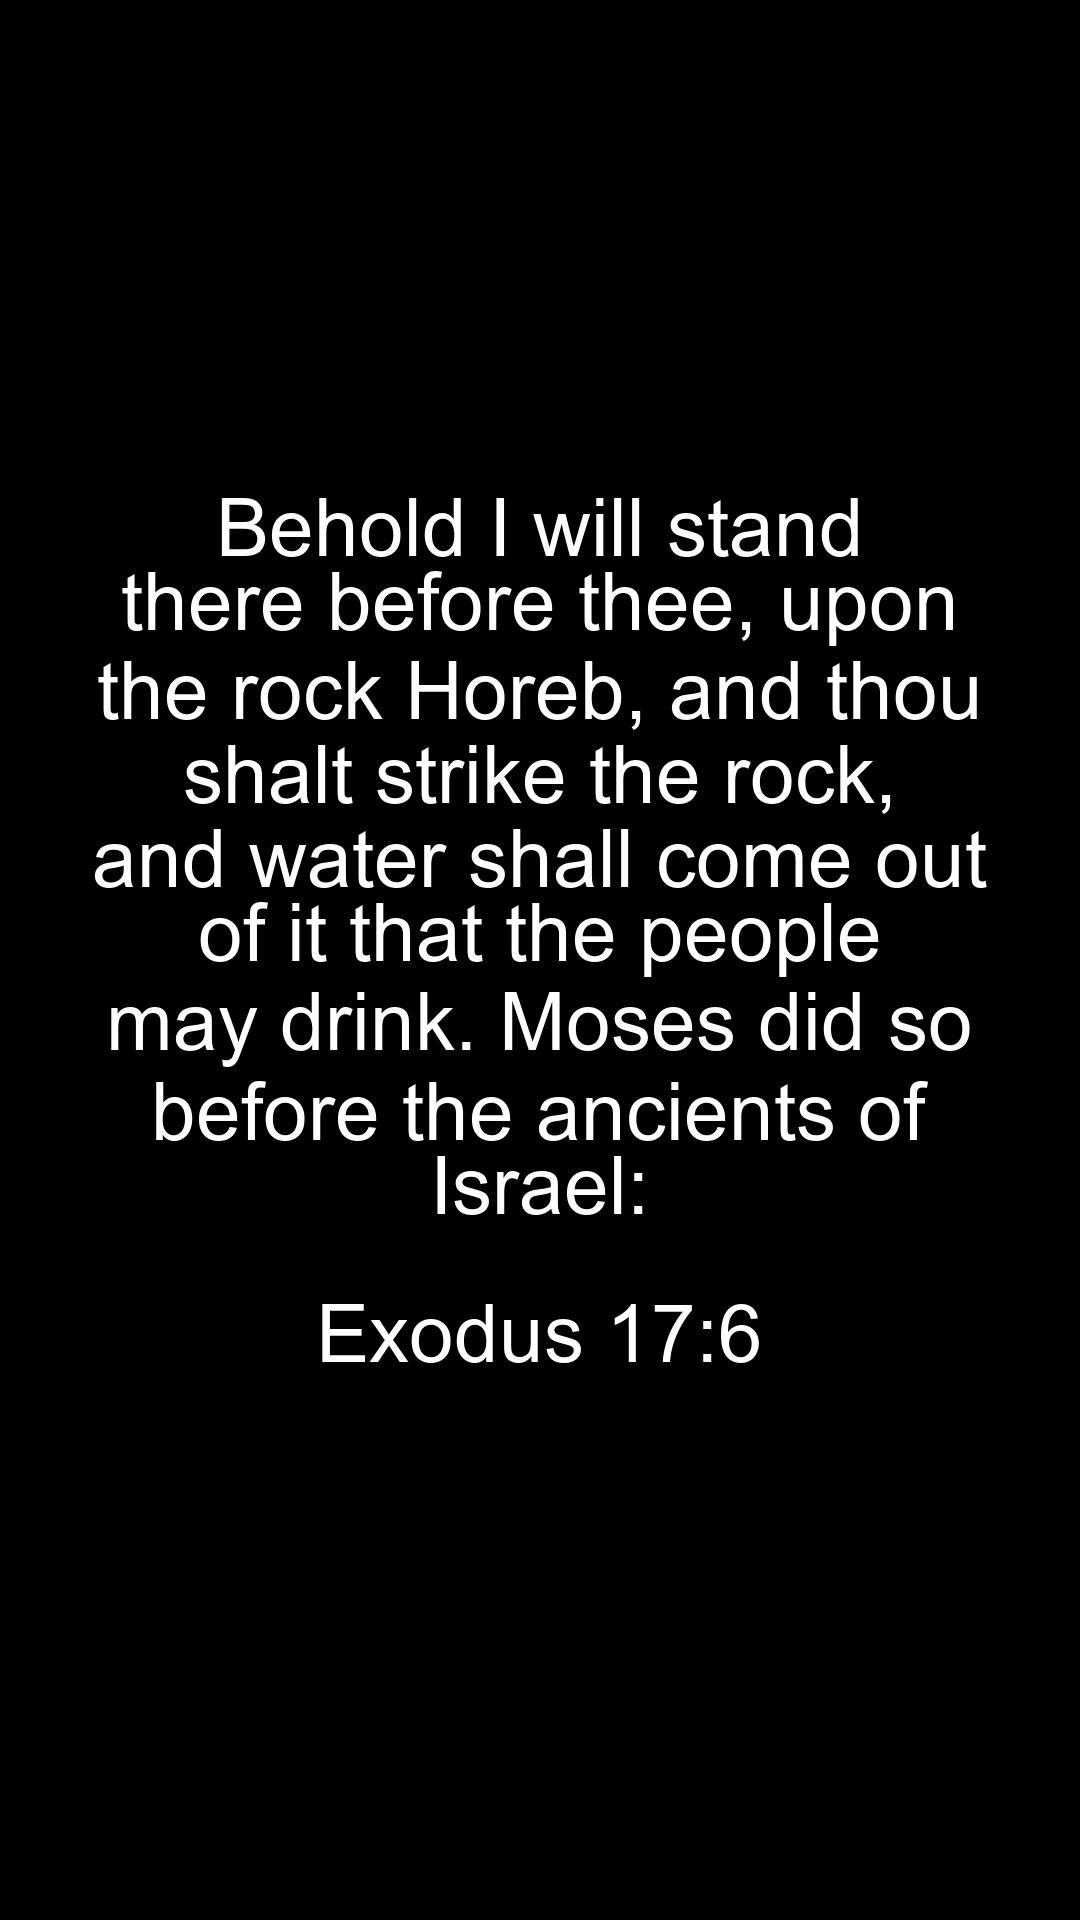 Behold I will stand
there before thee, upon
the rock Horeb, and thou
shalt strike the rock,
and water shall come out
of it that the people
may drink. Moses did so
before the ancients of
Israel:
Exodus 17:6